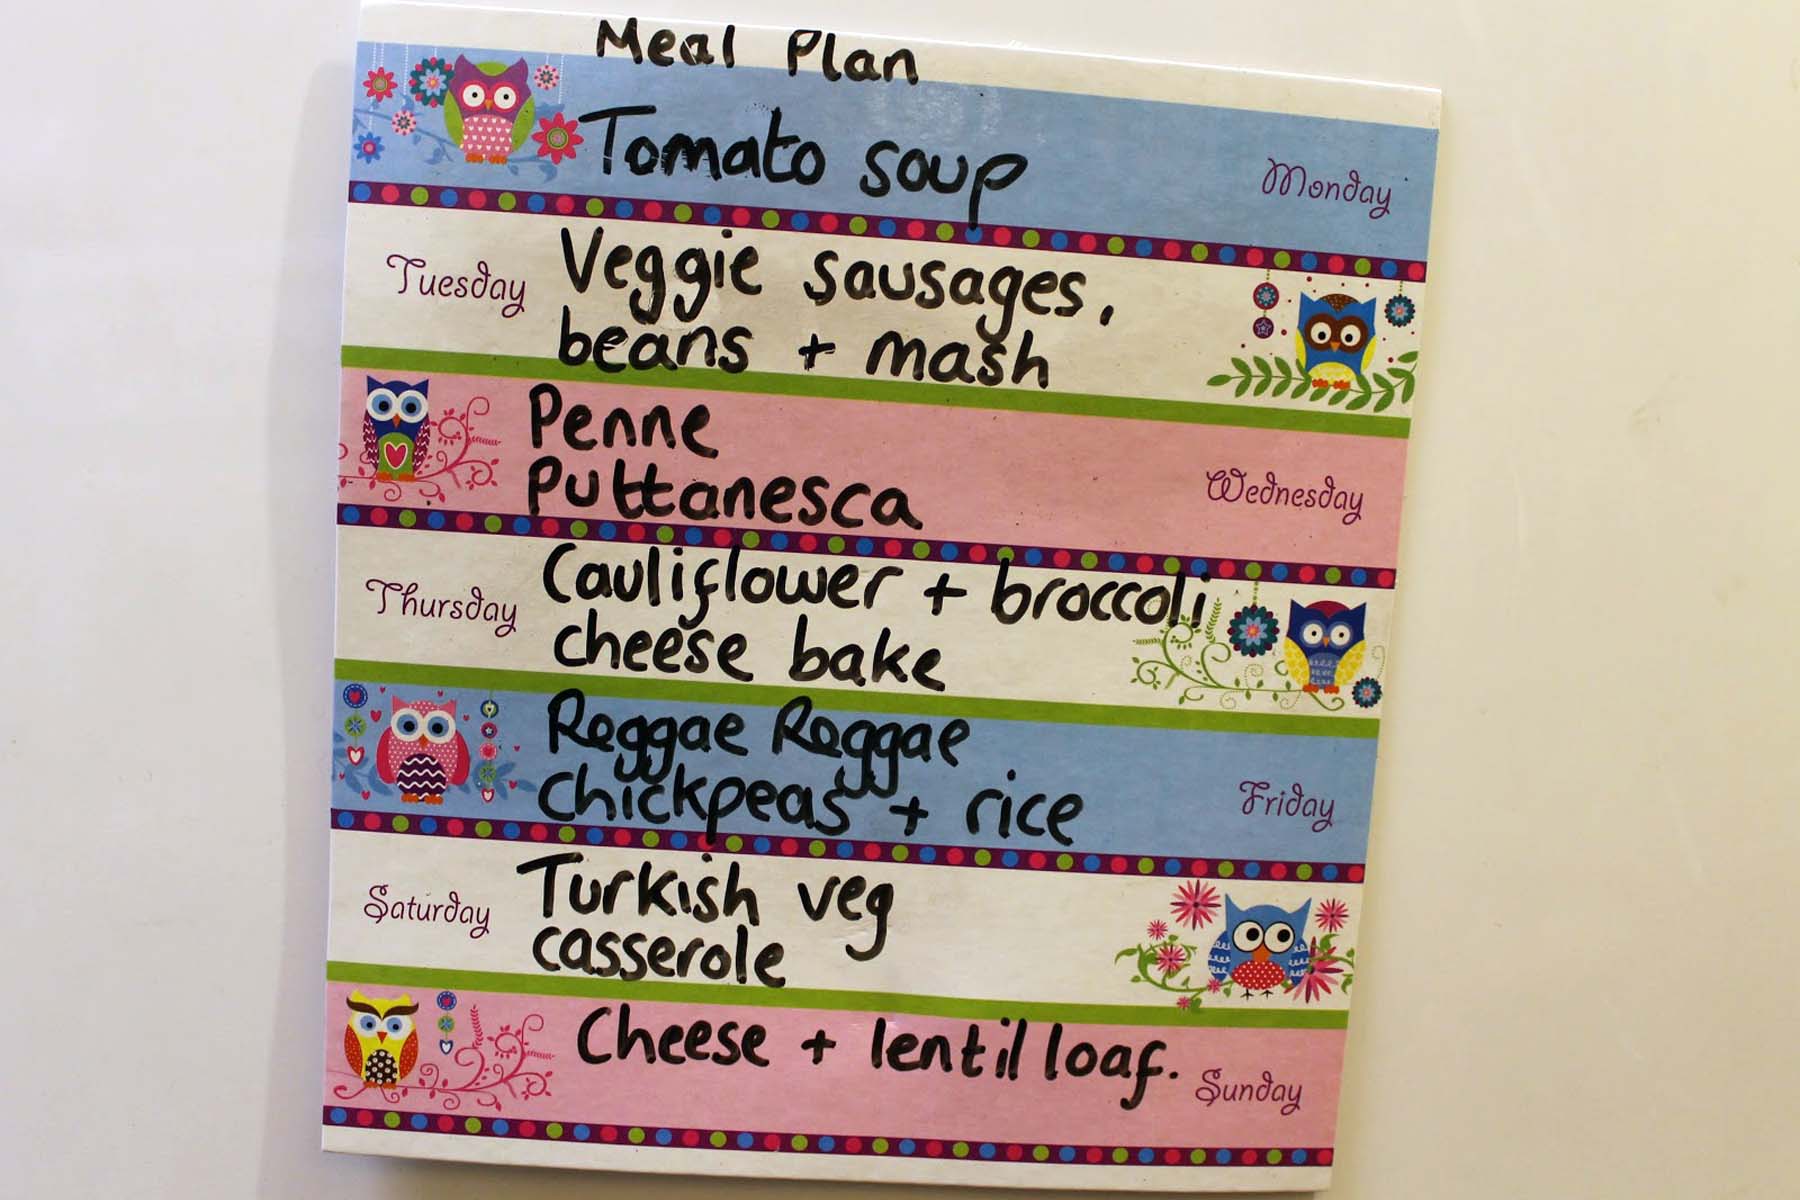 Meal Plan
Tomato soup
Monday
Tuesday
Veggie sausages,
beans + mash
Penne
Puttanesca
Wednesday
Thursday
Cauliflower + broccoli
cheese bake
Reggae Reggae
chickpeas + rice
Friday
Saturday
Turkish veg
casserole
Cheese + lentil loaf.
Sunday